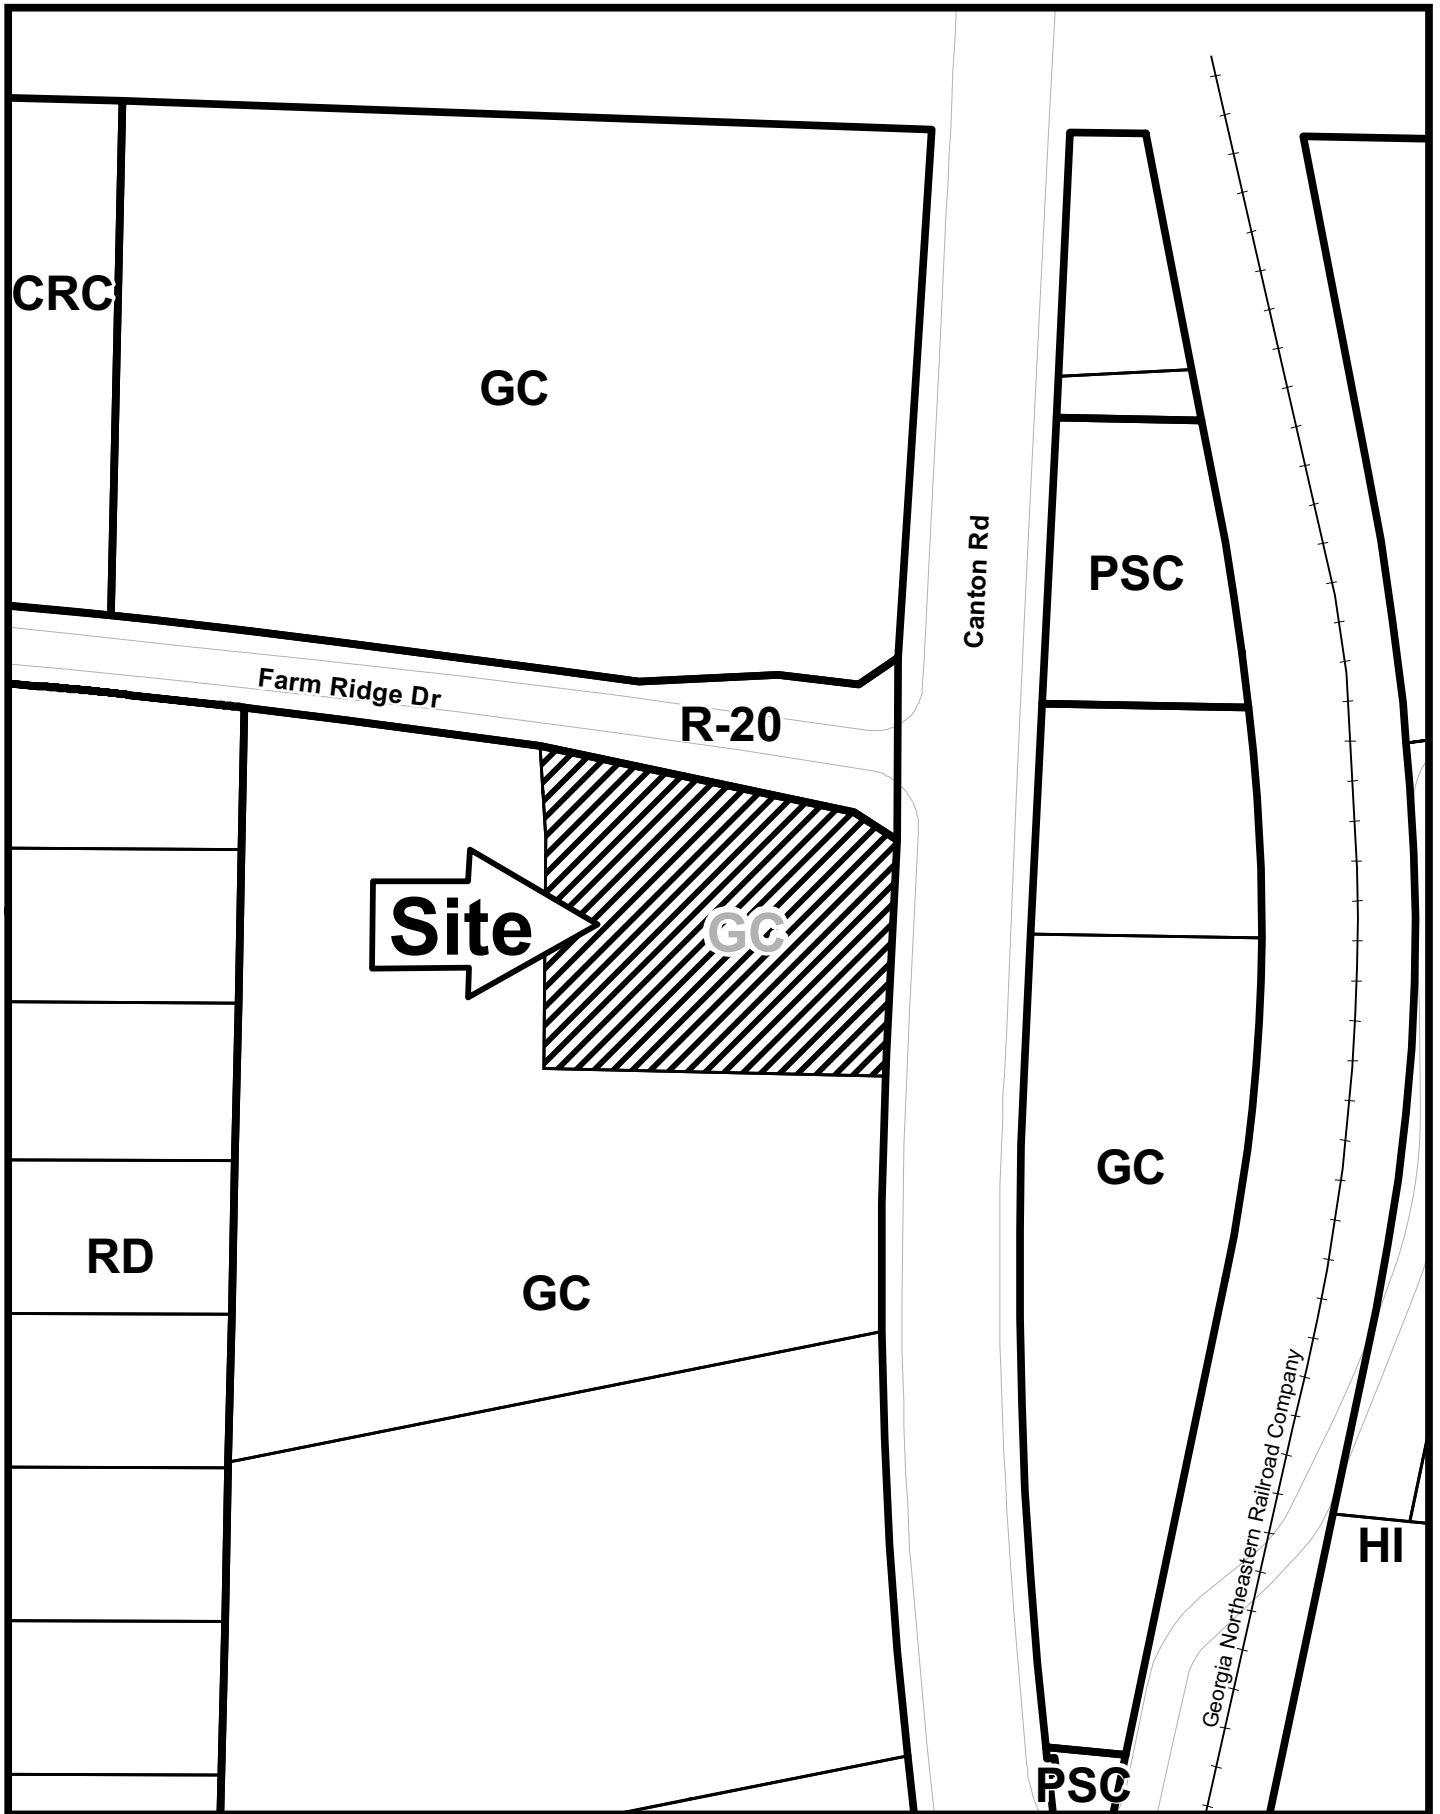 CRC
GC
Canton Rd
PSC
Farm Ridge Dr
R-20
Site
GC
GC
RD
GC
Georgia Northeastern Railroad Company
HI
PSC